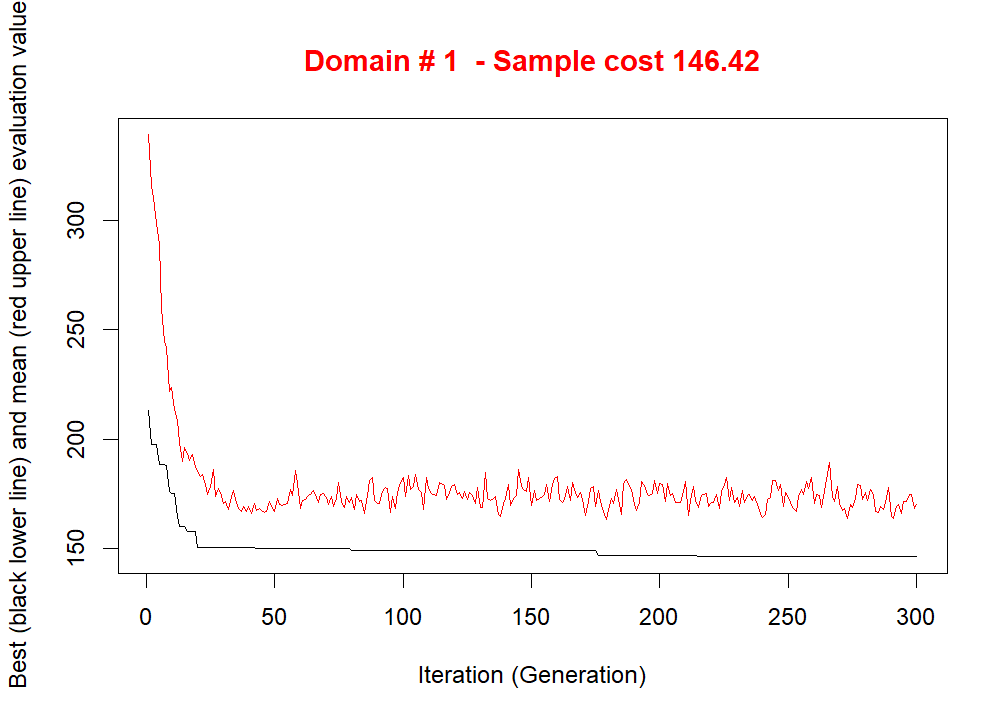 Domain # 1  - Sample cost 146.42
Best (black lower line) and mean (red upper line) evaluation value
300
250
200
150
0 50 100 150 200 250 300
Iteration (Generation)